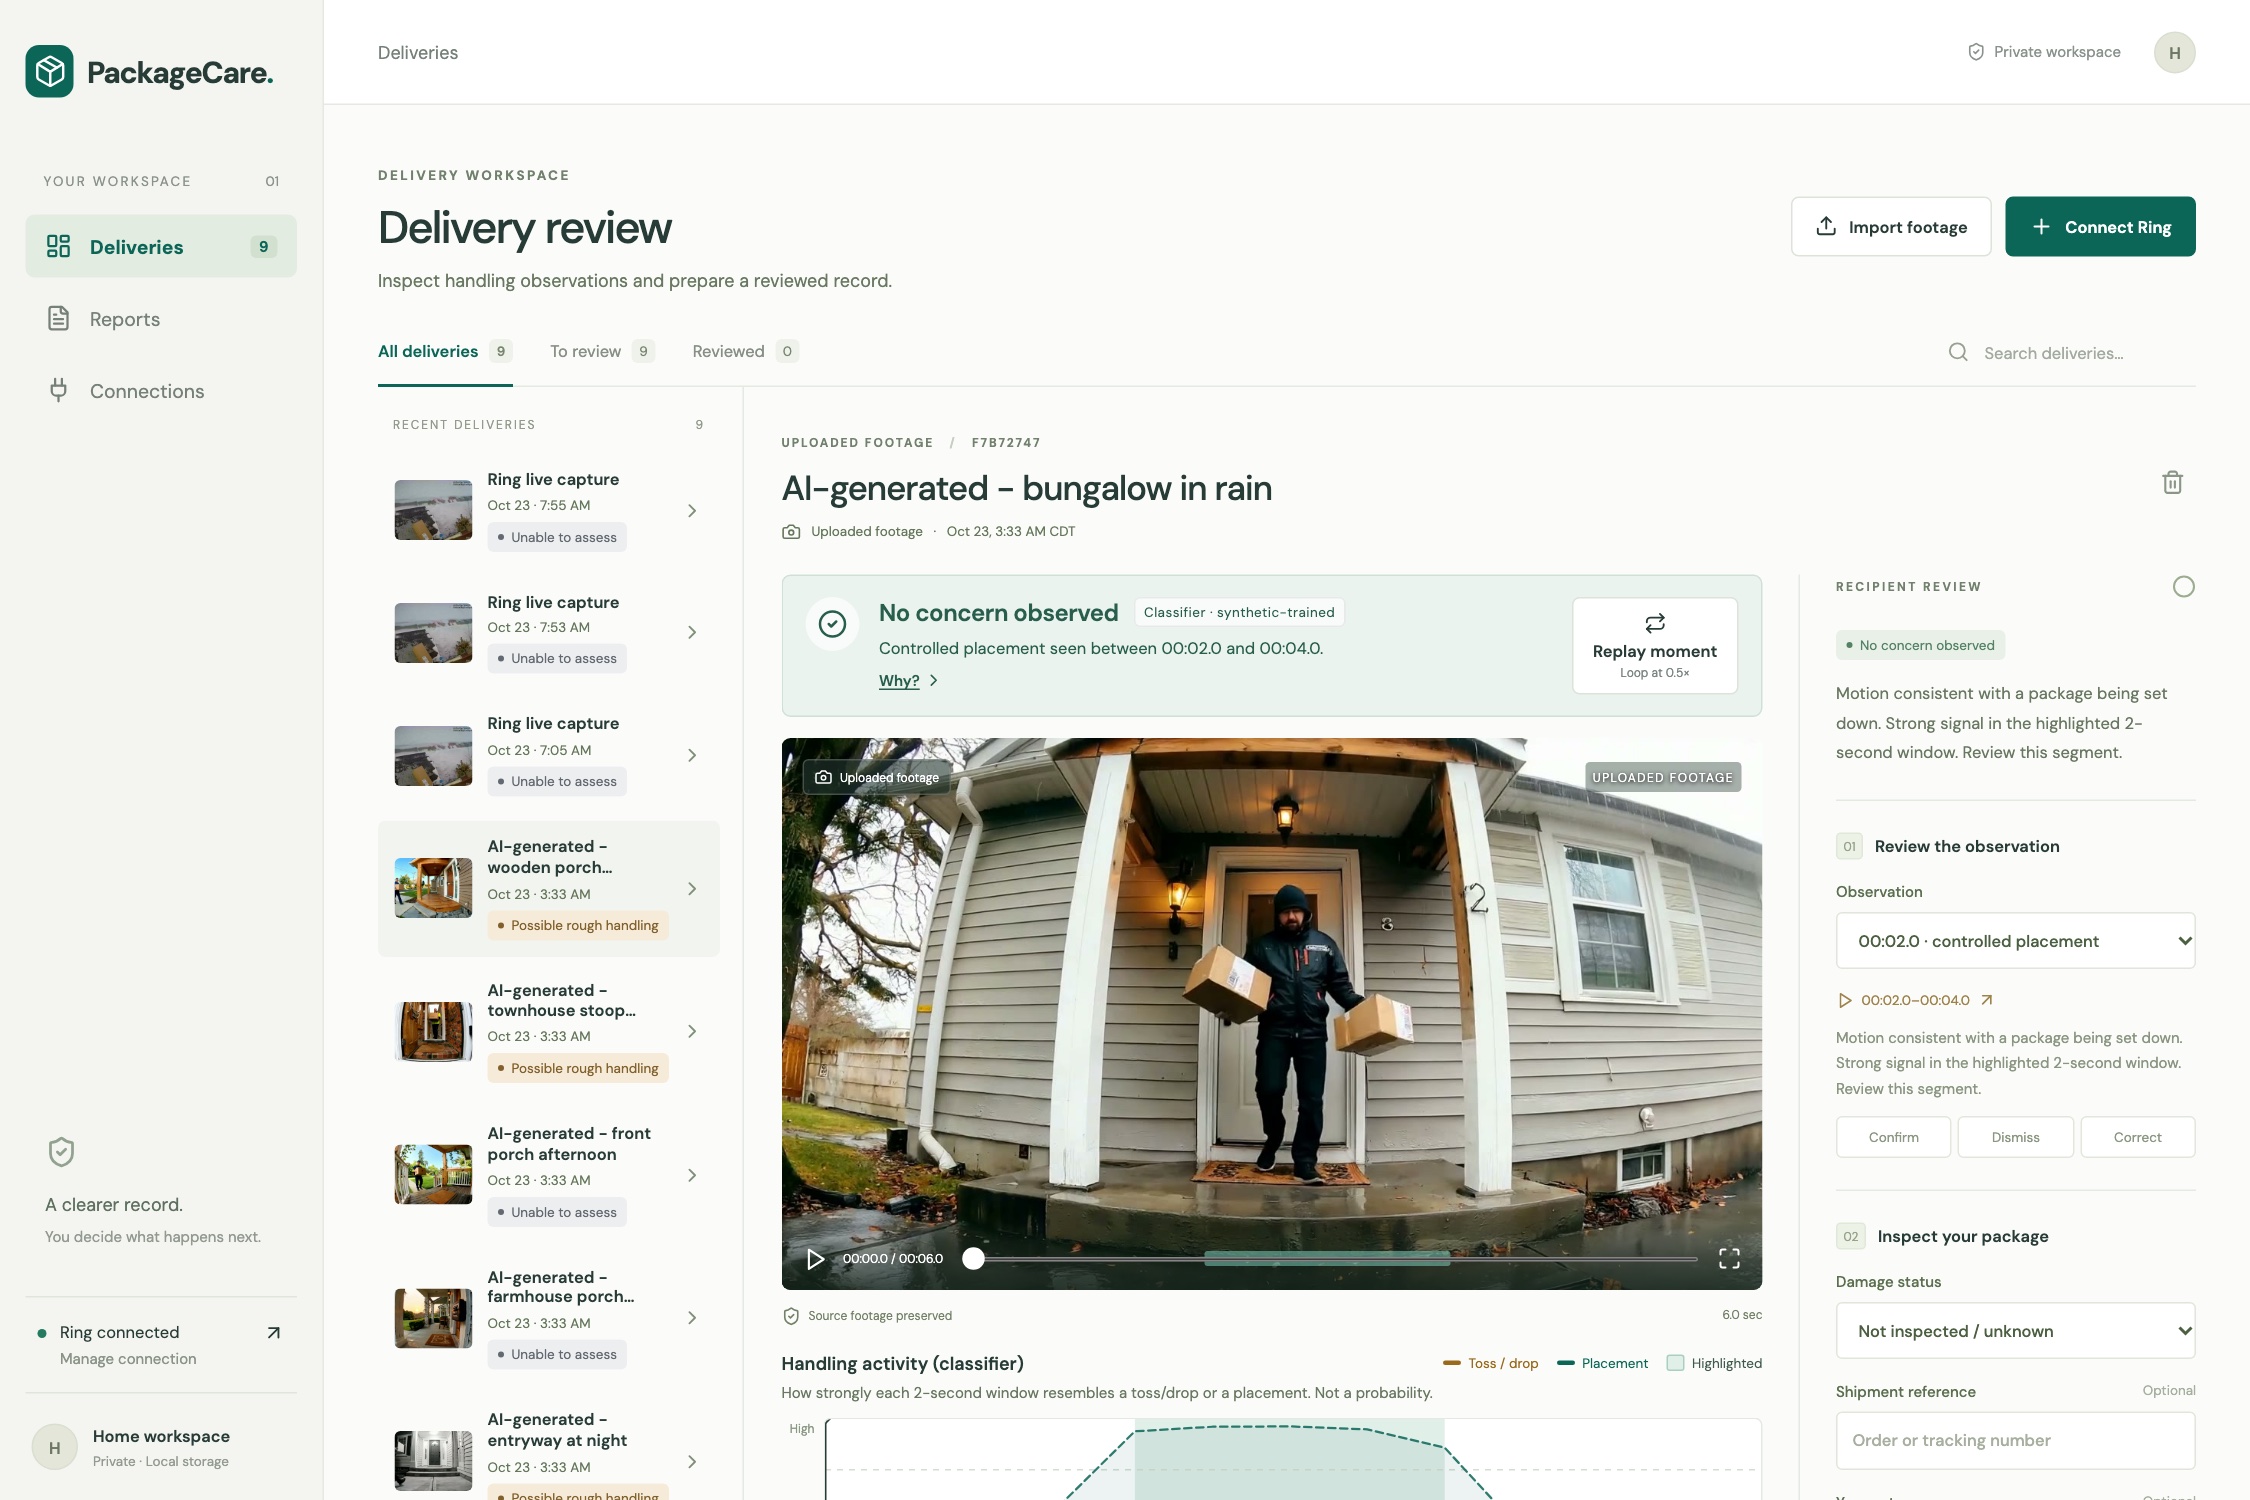 PackageCare.
YOUR WORKSPACE 01
Deliveries 9
Reports
Connections
A clearer record.
You decide what happens next.
Ring connected
Manage connection
H
Home workspace
Private · Local storage
Deliveries
Private workspace
H
DELIVERY WORKSPACE
Delivery review
Inspect handling observations and prepare a reviewed record.
Import footage
Connect Ring
All deliveries 9
To review 9
Reviewed 0
Search deliveries...
RECENT DELIVERIES 9
Ring live capture
Oct 23 · 7:55 AM
Unable to assess
Ring live capture
Oct 23 · 7:53 AM
Unable to assess
Ring live capture
Oct 23 · 7:05 AM
Unable to assess
AI-generated -
wooden porch...
Oct 23 · 3:33 AM
Possible rough handling
AI-generated -
townhouse stoop...
Oct 23 · 3:33 AM
Possible rough handling
AI-generated - front
porch afternoon
Oct 23 · 3:33 AM
Unable to assess
AI-generated -
farmhouse porch...
Oct 23 · 3:33 AM
Unable to assess
AI-generated -
entryway at night
Oct 23 · 3:33 AM
Possible rough handling
UPLOADED FOOTAGE / F7B72747
AI-generated - bungalow in rain
Uploaded footage · Oct 23, 3:33 AM CDT
No concern observed
Classifier · synthetic-trained
Controlled placement seen between 00:02.0 and 00:04.0.
Why?
Replay moment
Loop at 0.5×
Uploaded footage
UPLOADED FOOTAGE
8
2
00:00.0 / 00:06.0
Source footage preserved
6.0 sec
Handling activity (classifier)
Toss / drop
Placement
Highlighted
How strongly each 2-second window resembles a toss/drop or a placement. Not a probability.
High
RECIPIENT REVIEW
No concern observed
Motion consistent with a package being set
down. Strong signal in the highlighted 2-
second window. Review this segment.
01 Review the observation
Observation
00:02.0 · controlled placement
00:02.0–00:04.0
Motion consistent with a package being set down.
Strong signal in the highlighted 2-second window.
Review this segment.
Confirm
Dismiss
Correct
02 Inspect your package
Damage status
Not inspected / unknown
Shipment reference Optional
Order or tracking number
Optional